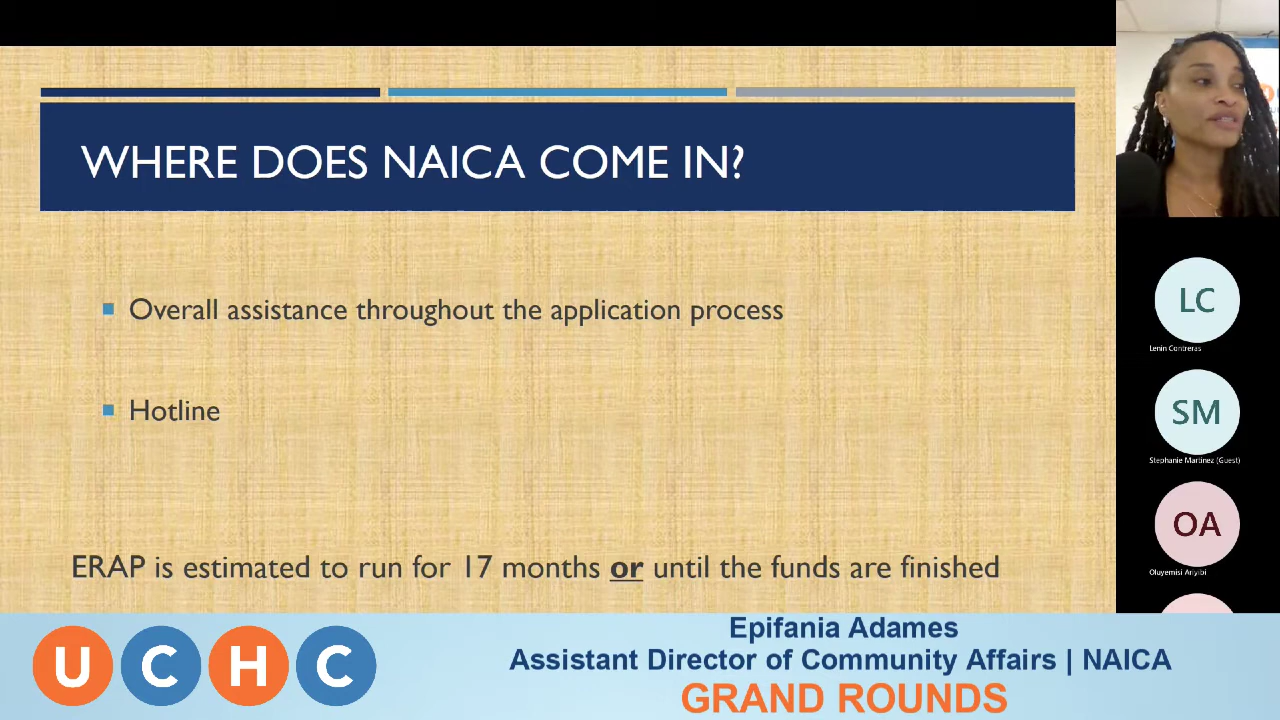 WHERE DOES NAICA COME IN?
Overall assistance throughout the application process
Hotline
ERAP is estimated to run for 17 months or until the funds are finished
LC
Lenin Contreras
SM
Stephanie Martinez (Guest)
OA
Oluyemisi Aniyibi
UCHC
Epifania Adames
Assistant Director of Community Affairs | NAICA
GRAND ROUNDS